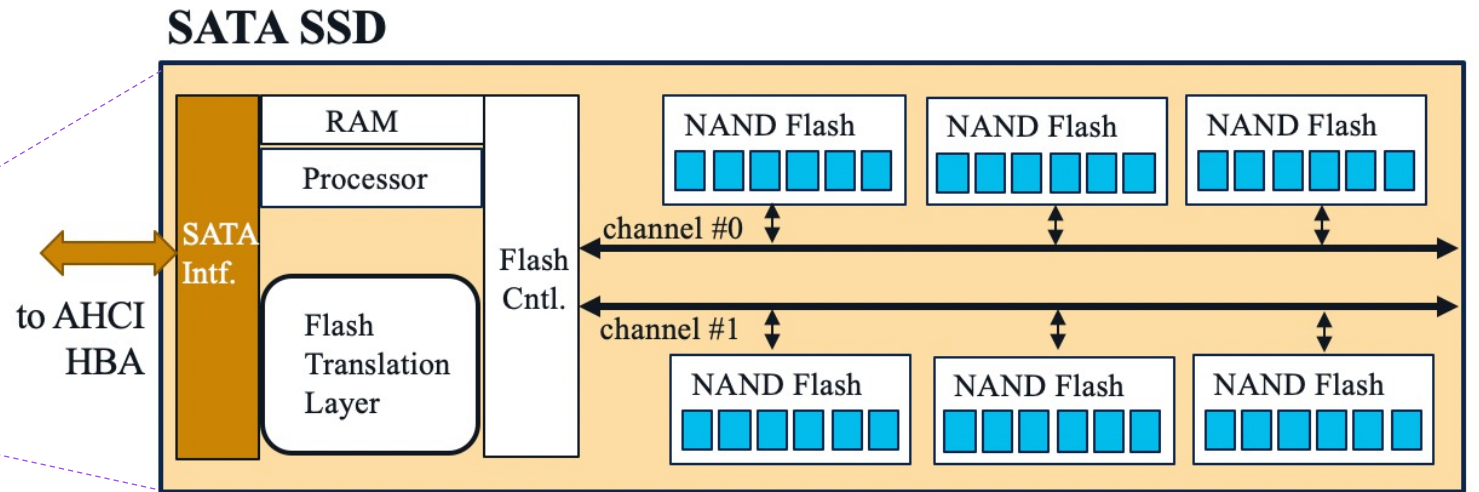 SATA SSD
to AHCI
HBA
SATA
Intf.
RAM
Processor
Flash
Translation
Layer
Flash
Cntl.
NAND Flash
NAND Flash
NAND Flash
channel #0
channel #1
NAND Flash
NAND Flash
NAND Flash